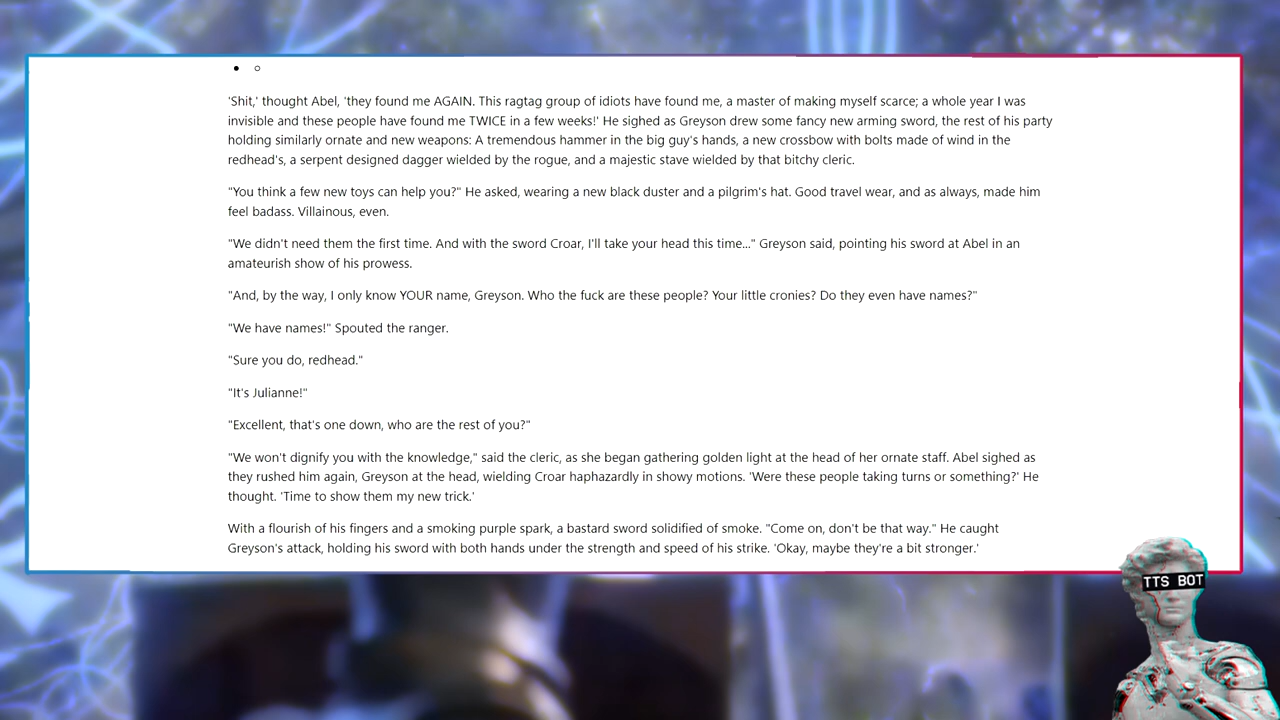 'Shit,' thought Abel, 'they found me AGAIN. This ragtag group of idiots have found me, a master of making myself scarce; a whole year I was
invisible and these people have found me TWICE in a few weeks!' He sighed as Greyson drew some fancy new arming sword, the rest of his party
holding similarly ornate and new weapons: A tremendous hammer in the big guy's hands, a new crossbow with bolts made of wind in the
redhead's, a serpent designed dagger wielded by the rogue, and a majestic stave wielded by that bitchy cleric.
"You think a few new toys can help you?" He asked, wearing a new black duster and a pilgrim's hat. Good travel wear, and as always, made him
feel badass. Villainous, even.
"We didn't need them the first time. And with the sword Croar, I'll take your head this time..." Greyson said, pointing his sword at Abel in an
amateurish show of his prowess.
"And, by the way, I only know YOUR name, Greyson. Who the fuck are these people? Your little cronies? Do they even have names?"
"We have names!" Spouted the ranger.
"Sure you do, redhead."
"It's Julianne!"
"Excellent, that's one down, who are the rest of you?"
"We won't dignify you with the knowledge," said the cleric, as she began gathering golden light at the head of her ornate staff. Abel sighed as
they rushed him again, Greyson at the head, wielding Croar haphazardly in showy motions. 'Were these people taking turns or something?' He
thought. 'Time to show them my new trick.'
With a flourish of his fingers and a smoking purple spark, a bastard sword solidified of smoke. "Come on, don't be that way." He caught
Greyson's attack, holding his sword with both hands under the strength and speed of his strike. 'Okay, maybe they're a bit stronger.'
TTS BOT